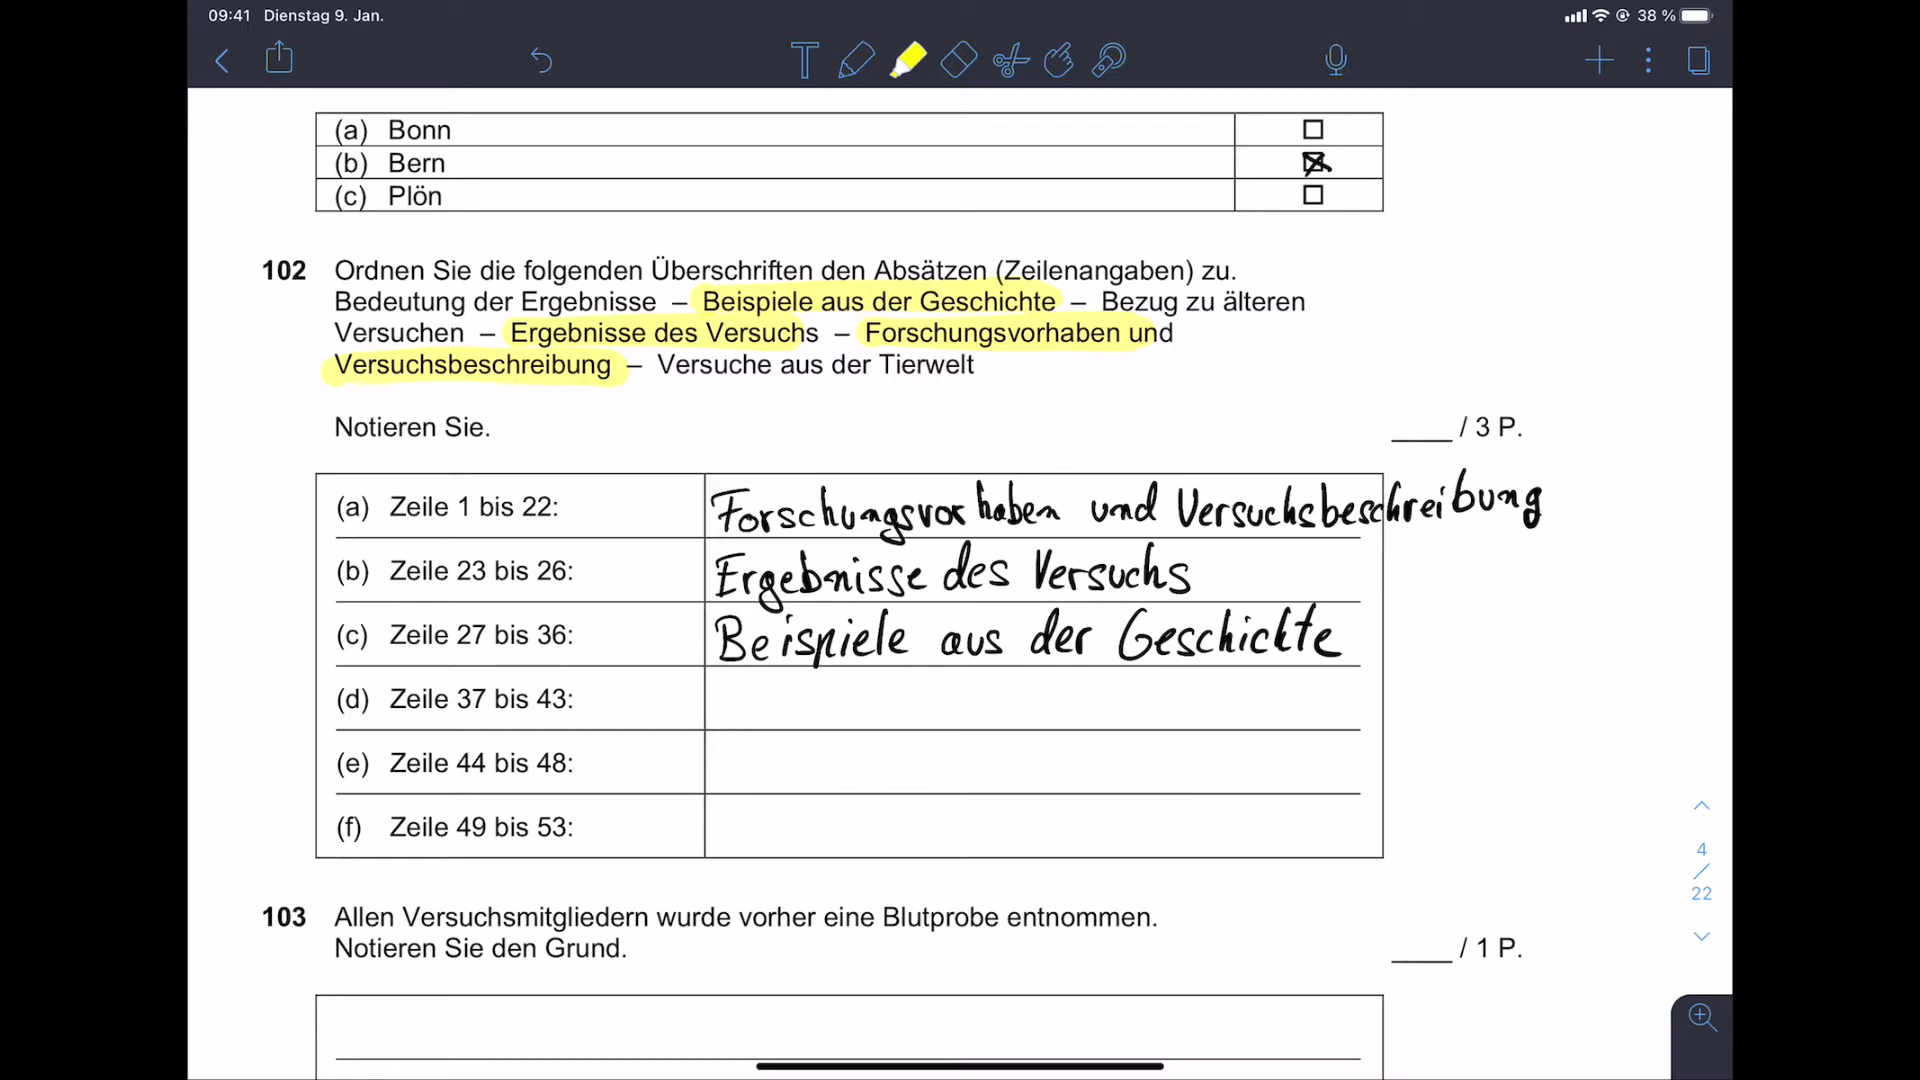 09:41 Dienstag 9. Jan. 38 %
(a) Bonn
(b) Bern
(c) Plön
102 Ordnen Sie die folgenden Überschriften den Absätzen (Zeilenangaben) zu.
Bedeutung der Ergebnisse – Beispiele aus der Geschichte – Bezug zu älteren
Versuchen – Ergebnisse des Versuchs – Forschungsvorhaben und
Versuchsbeschreibung – Versuche aus der Tierwelt
Notieren Sie. ____ / 3 P.
(a) Zeile 1 bis 22: Forschungsvorhaben und Versuchsbeschreibung
(b) Zeile 23 bis 26: Ergebnisse des Versuchs
(c) Zeile 27 bis 36: Beispiele aus der Geschichte
(d) Zeile 37 bis 43:
(e) Zeile 44 bis 48:
(f) Zeile 49 bis 53:
4
/
22
103 Allen Versuchsmitgliedern wurde vorher eine Blutprobe entnommen.
Notieren Sie den Grund. ____ / 1 P.